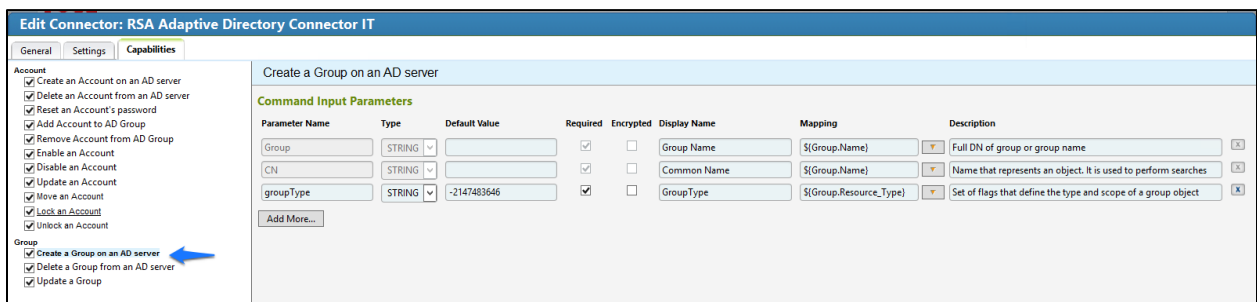 Edit Connector: RSA Adaptive Directory Connector IT
General Settings Capabilities
Account
Create an Account on an AD server
Delete an Account from an AD server
Reset an Account's password
Add Account to AD Group
Remove Account from AD Group
Enable an Account
Disable an Account
Update an Account
Move an Account
Lock an Account
Unlock an Account
Group
Create a Group on an AD server
Delete a Group from an AD server
Update a Group
Create a Group on an AD server
Command Input Parameters
Parameter Name Type Default Value Required Encrypted Display Name Mapping Description
Group STRING Group Name ${Group.Name} Full DN of group or group name x
CN STRING Common Name ${Group.Name} Name that represents an object. It is used to perform searches x
groupType STRING -2147483646 GroupType ${Group.Resource_Type} Set of flags that define the type and scope of a group object x
Add More...